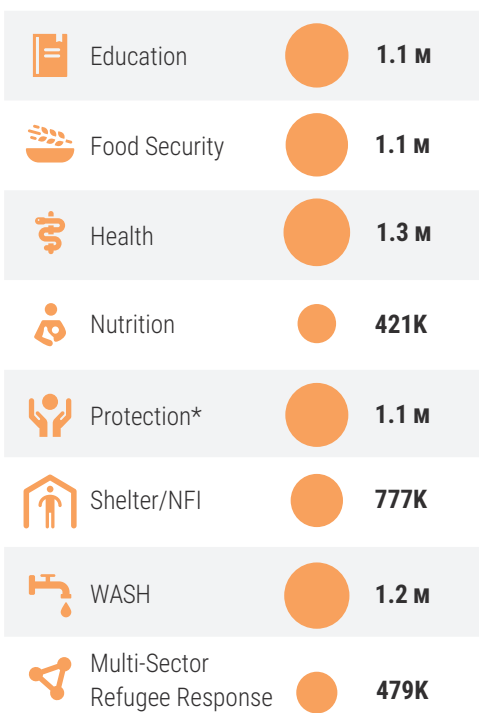 Education 1.1 M
Food Security 1.1 M
Health 1.3 M
Nutrition 421K
Protection* 1.1 M
Shelter/NFI 777K
WASH 1.2 M
Multi-Sector
Refugee Response 479K